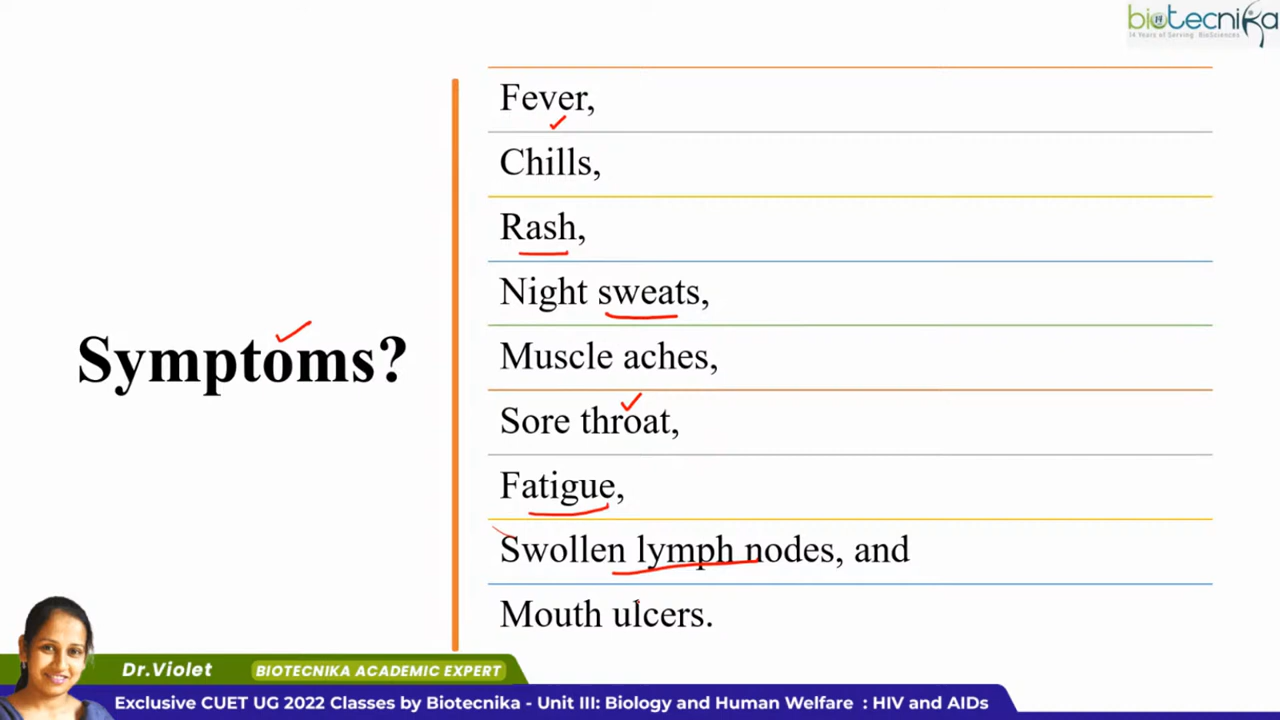 biotecnika
14 Years of Serving BioSciences
Fever,
Chills,
Rash,
Night sweats,
Muscle aches,
Symptoms?
Sore throat,
Fatigue,
Swollen lymph nodes, and
Mouth ulcers.
Dr.Violet
BIOTECNIKA ACADEMIC EXPERT
Exclusive CUET UG 2022 Classes by Biotecnika - Unit III: Biology and Human Welfare : HIV and AIDs